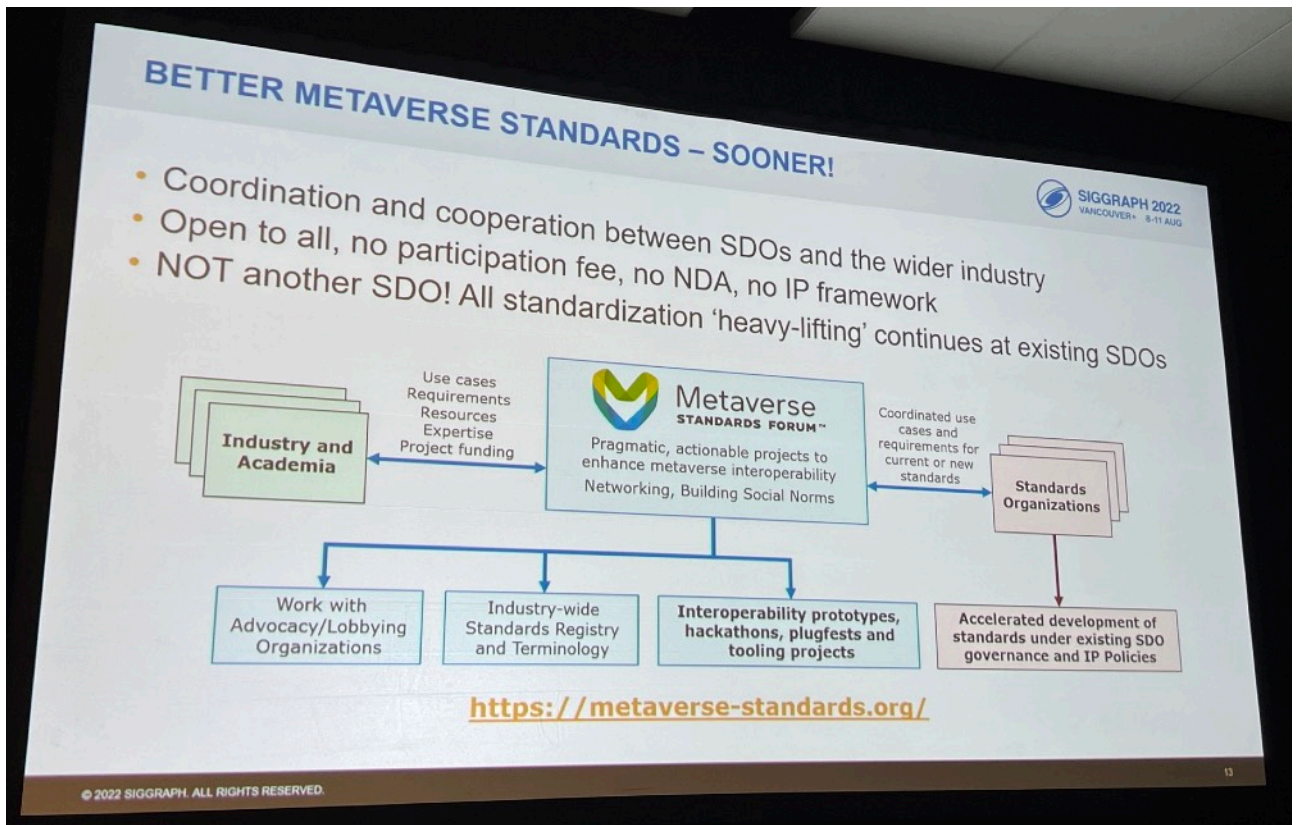 BETTER METAVERSE STANDARDS – SOONER!
SIGGRAPH 2022
VANCOUVER+ 8-11 AUG
• Coordination and cooperation between SDOs and the wider industry
• Open to all, no participation fee, no NDA, no IP framework
• NOT another SDO! All standardization ‘heavy-lifting’ continues at existing SDOs
Industry and
Academia
Use cases
Requirements
Resources
Expertise
Project funding
Metaverse
STANDARDS FORUM™
Pragmatic, actionable projects to
enhance metaverse interoperability
Networking, Building Social Norms
Coordinated use
cases and
requirements for
current or new
standards
Standards
Organizations
Work with
Advocacy/Lobbying
Organizations
Industry-wide
Standards Registry
and Terminology
Interoperability prototypes,
hackathons, plugfests and
tooling projects
Accelerated development of
standards under existing SDO
governance and IP Policies
https://metaverse-standards.org/
© 2022 SIGGRAPH. ALL RIGHTS RESERVED.
13